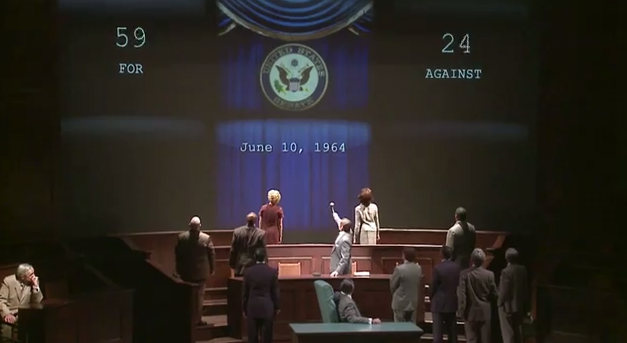 59
FOR
24
AGAINST
UNITED STATES
SENATE
June 10, 1964